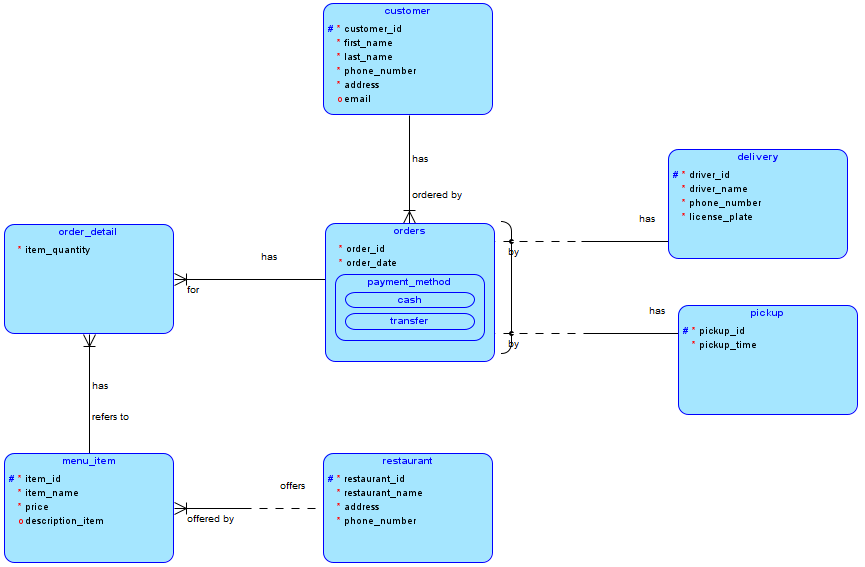 customer
# * customer_id
* first_name
* last_name
* phone_number
* address
o email
has
ordered by
delivery
# * driver_id
* driver_name
* phone_number
* license_plate
has
by
order_detail
* item_quantity
has
for
orders
* order_id
* order_date
payment_method
cash
transfer
has
by
pickup
# * pickup_id
* pickup_time
has
refers to
menu_item
# * item_id
* item_name
* price
o description_item
offers
offered by
restaurant
# * restaurant_id
* restaurant_name
* address
* phone_number